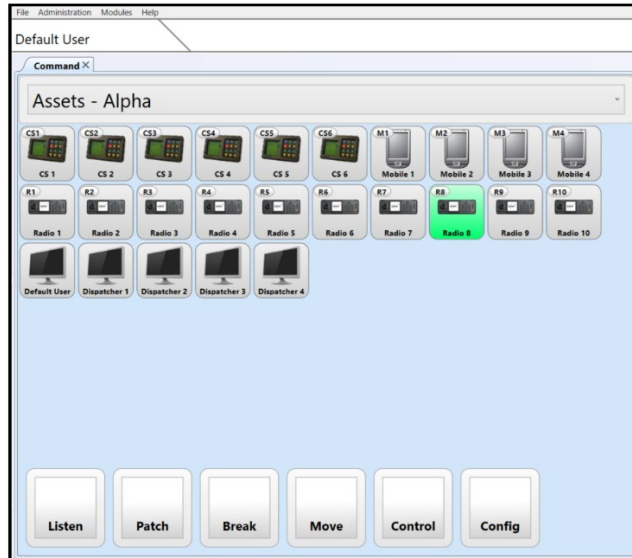 File Administration Modules Help
Default User
Command
Assets - Alpha
CS1 CS2 CS3 CS4 CS5 CS6 M1 M2 M3 M4
CS 1 CS 2 CS 3 CS 4 CS 5 CS 6 Mobile 1 Mobile 2 Mobile 3 Mobile 4
R1 R2 R3 R4 R5 R6 R7 R8 R9 R10
Radio 1 Radio 2 Radio 3 Radio 4 Radio 5 Radio 6 Radio 7 Radio 8 Radio 9 Radio 10
Default User Dispatcher 1 Dispatcher 2 Dispatcher 3 Dispatcher 4
Listen Patch Break Move Control Config